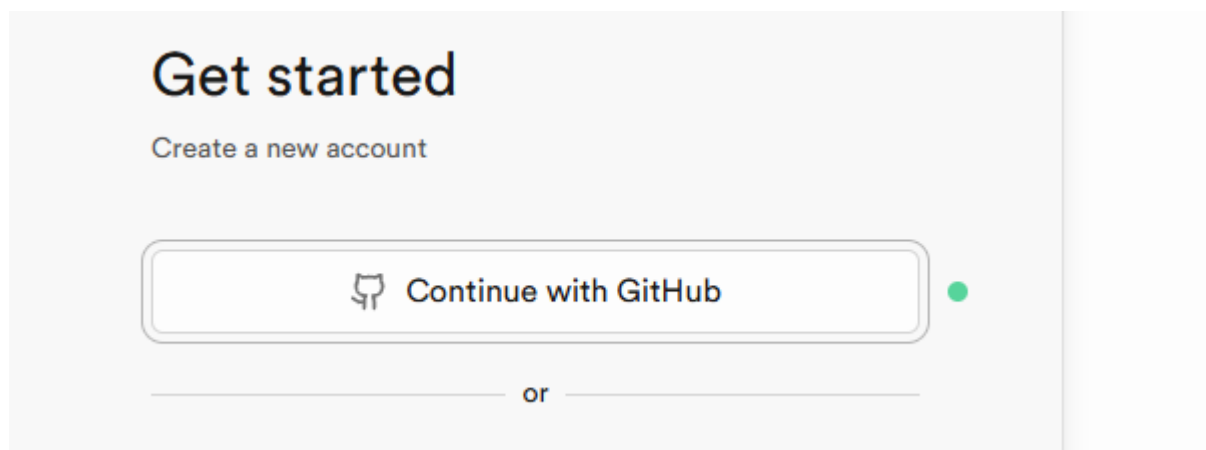 Get started
Create a new account
Continue with GitHub
or